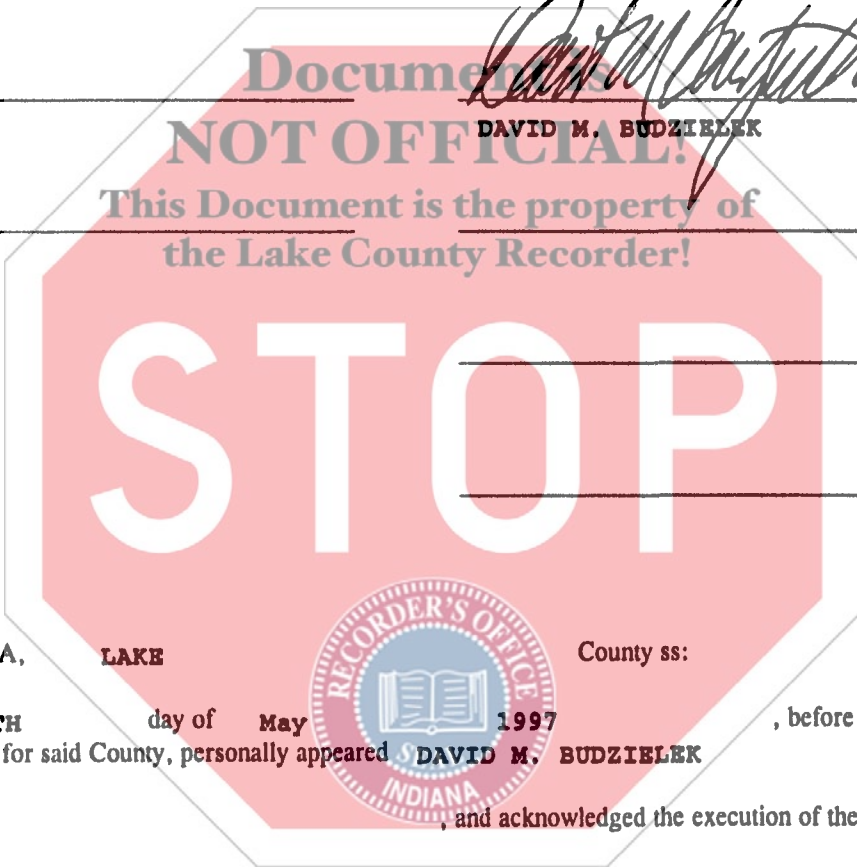 Document is
NOT OFFICIAL!
DAVID M. BUDZIELEK
This Document is the property of
the Lake County Recorder!
STOP
RECORDER'S OFFICE
A, LAKE County ss:
TH day of May 1997 , before
for said County, personally appeared DAVID M. BUDZIELEK
INDIANA
, and acknowledged the execution of the